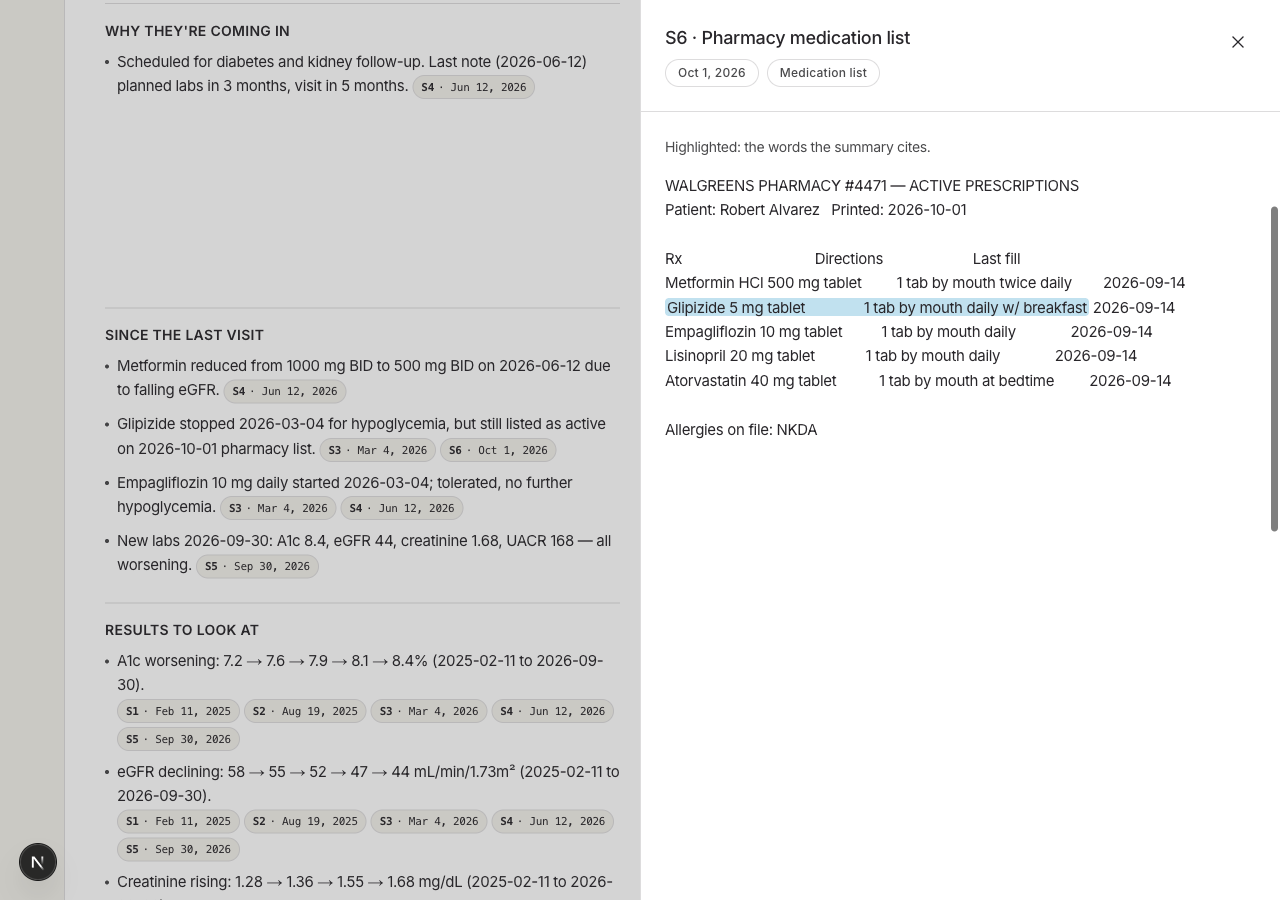 WHY THEY'RE COMING IN
• Scheduled for diabetes and kidney follow-up. Last note (2026-06-12)
planned labs in 3 months, visit in 5 months. S4 · Jun 12, 2026
SINCE THE LAST VISIT
• Metformin reduced from 1000 mg BID to 500 mg BID on 2026-06-12 due
to falling eGFR. S4 · Jun 12, 2026
• Glipizide stopped 2026-03-04 for hypoglycemia, but still listed as active
on 2026-10-01 pharmacy list. S3 · Mar 4, 2026 S6 · Oct 1, 2026
• Empagliflozin 10 mg daily started 2026-03-04; tolerated, no further
hypoglycemia. S3 · Mar 4, 2026 S4 · Jun 12, 2026
• New labs 2026-09-30: A1c 8.4, eGFR 44, creatinine 1.68, UACR 168 — all
worsening. S5 · Sep 30, 2026
RESULTS TO LOOK AT
• A1c worsening: 7.2 → 7.6 → 7.9 → 8.1 → 8.4% (2025-02-11 to 2026-09-
30).
S1 · Feb 11, 2025 S2 · Aug 19, 2025 S3 · Mar 4, 2026 S4 · Jun 12, 2026
S5 · Sep 30, 2026
• eGFR declining: 58 → 55 → 52 → 47 → 44 mL/min/1.73m² (2025-02-11 to
2026-09-30).
S1 · Feb 11, 2025 S2 · Aug 19, 2025 S3 · Mar 4, 2026 S4 · Jun 12, 2026
S5 · Sep 30, 2026
• Creatinine rising: 1.28 → 1.36 → 1.55 → 1.68 mg/dL (2025-02-11 to 2026-
N
S6 · Pharmacy medication list
Oct 1, 2026 Medication list
Highlighted: the words the summary cites.
WALGREENS PHARMACY #4471 — ACTIVE PRESCRIPTIONS
Patient: Robert Alvarez Printed: 2026-10-01
Rx Directions Last fill
Metformin HCl 500 mg tablet 1 tab by mouth twice daily 2026-09-14
Glipizide 5 mg tablet 1 tab by mouth daily w/ breakfast 2026-09-14
Empagliflozin 10 mg tablet 1 tab by mouth daily 2026-09-14
Lisinopril 20 mg tablet 1 tab by mouth daily 2026-09-14
Atorvastatin 40 mg tablet 1 tab by mouth at bedtime 2026-09-14
Allergies on file: NKDA